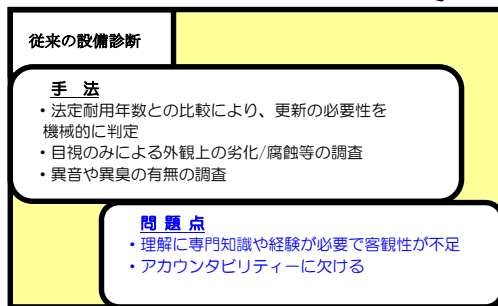 従来の設備診断
手 法
・法定耐用年数との比較により、更新の必要性を
機械的に判定
・目視のみによる外観上の劣化/腐蝕等の調査
・異音や異臭の有無の調査
問 題 点
・理解に専門知識や経験が必要で客観性が不足
・アカウンタビリティーに欠ける